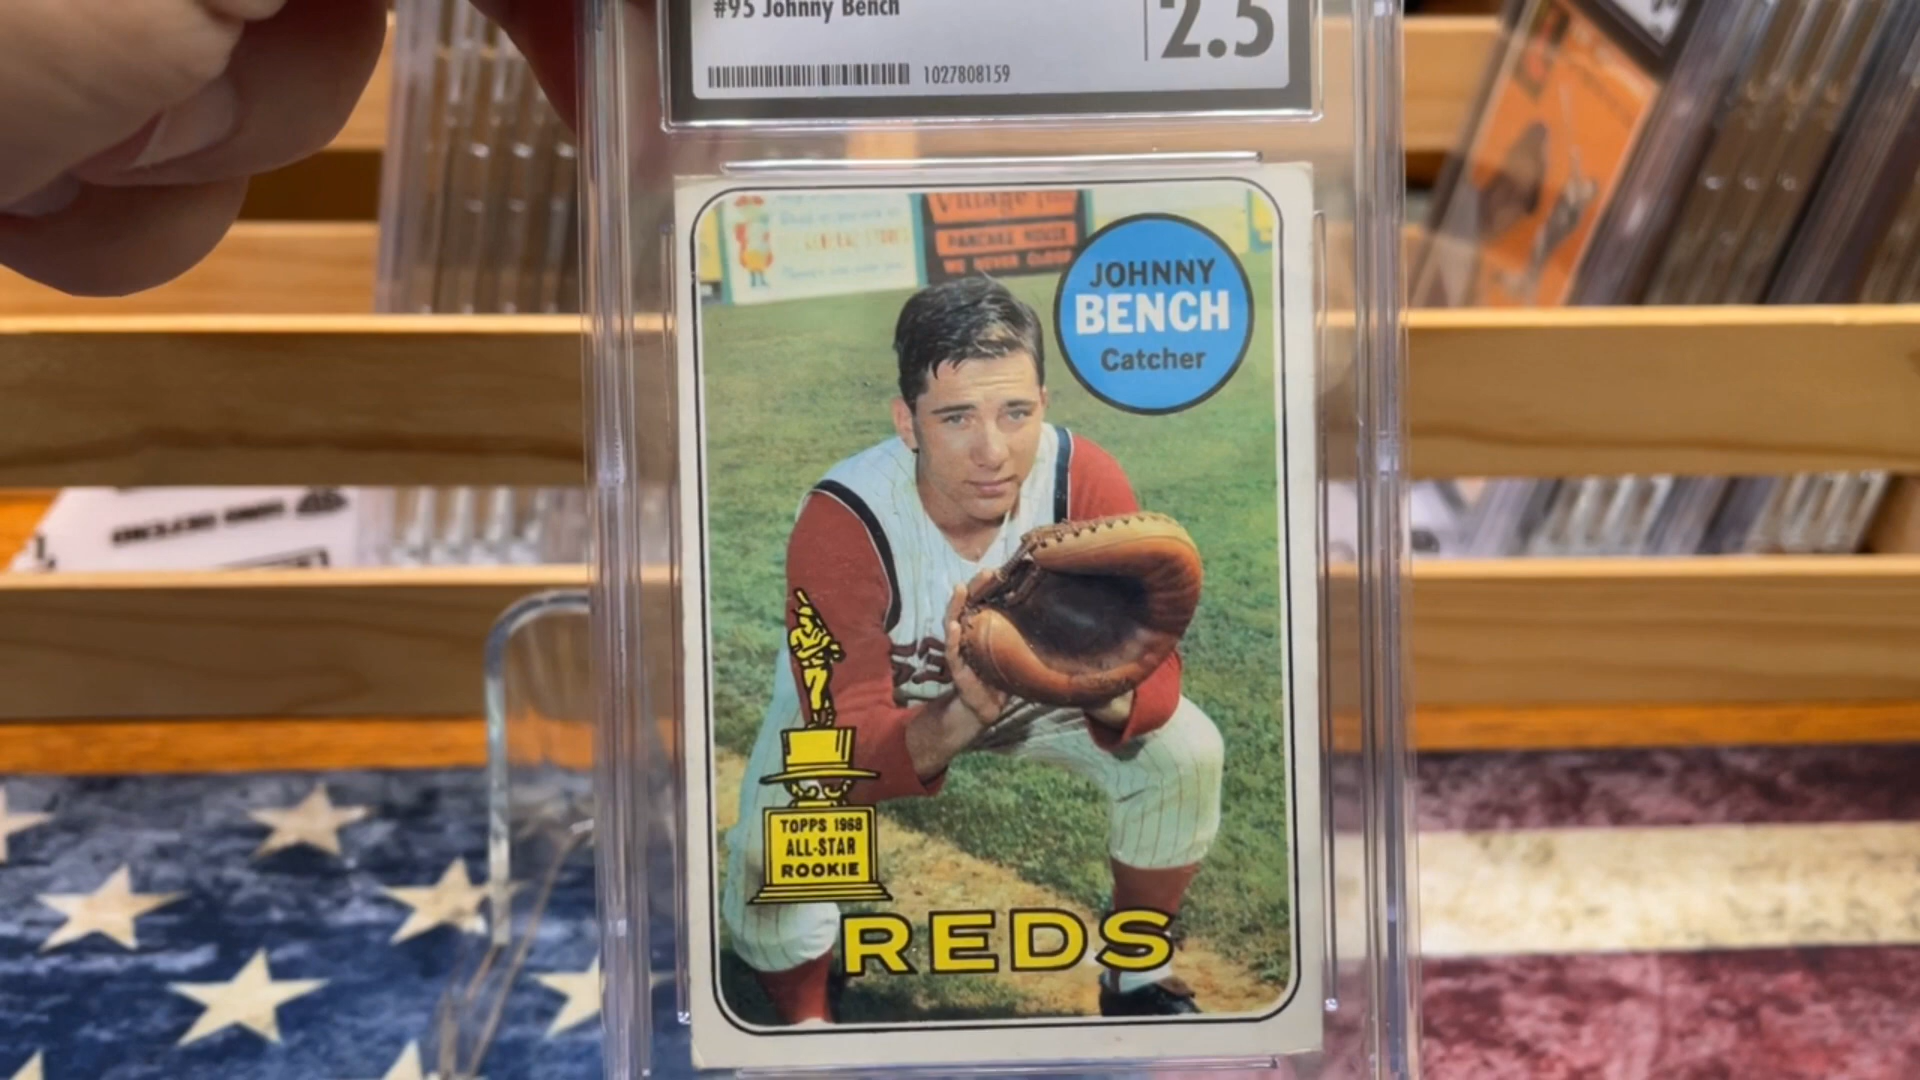 #95 Johnny Bench
2.5
1027808159
Village Inn
PANCAKE HOUSE
WE NEVER CLOSE
JOHNNY
BENCH
Catcher
TOPPS 1968
ALL-STAR
ROOKIE
REDS